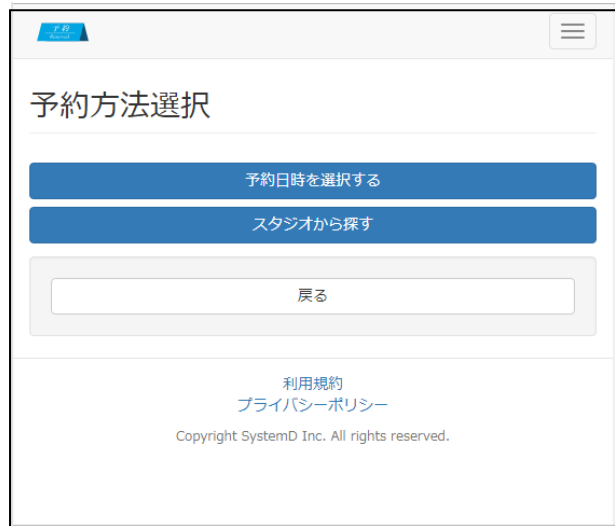 予約
予約方法選択
予約日時を選択する
スタジオから探す
戻る
利用規約
プライバシーポリシー
Copyright SystemD Inc. All rights reserved.